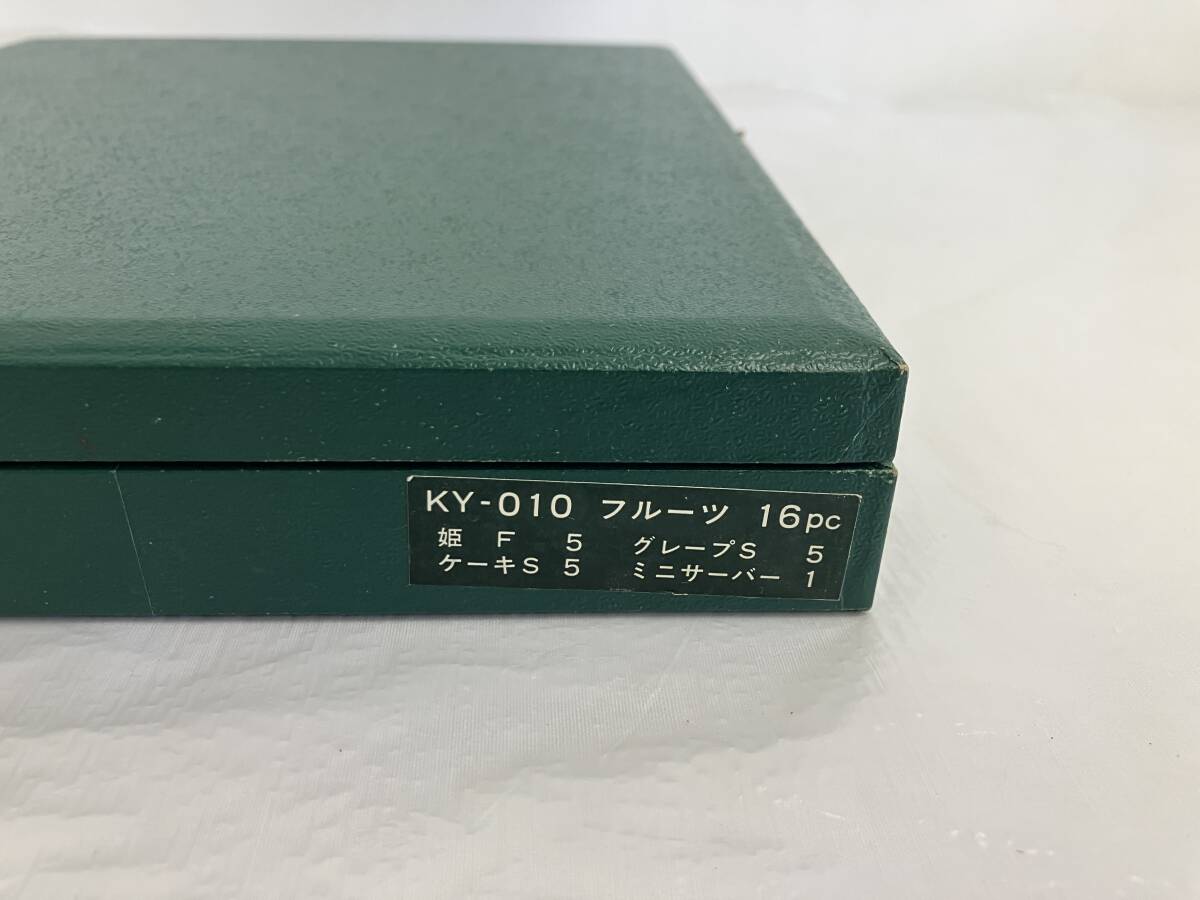 KY-010 フルーツ 16pc
姫 F 5 グレープS 5
ケーキS 5 ミニサーバー 1